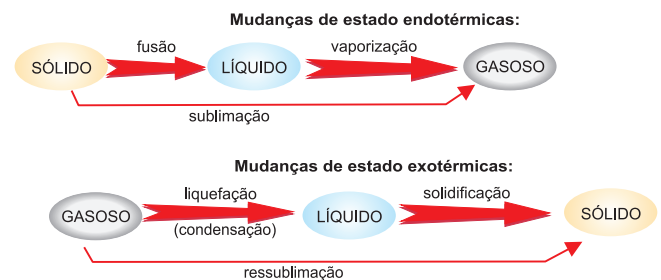 Mudanças de estado endotérmicas:
fusão
vaporização
SÓLIDO
LÍQUIDO
GASOSO
sublimação
Mudanças de estado exotérmicas:
liquefação
solidificação
GASOSO
(condensação)
LÍQUIDO
SÓLIDO
ressublimação